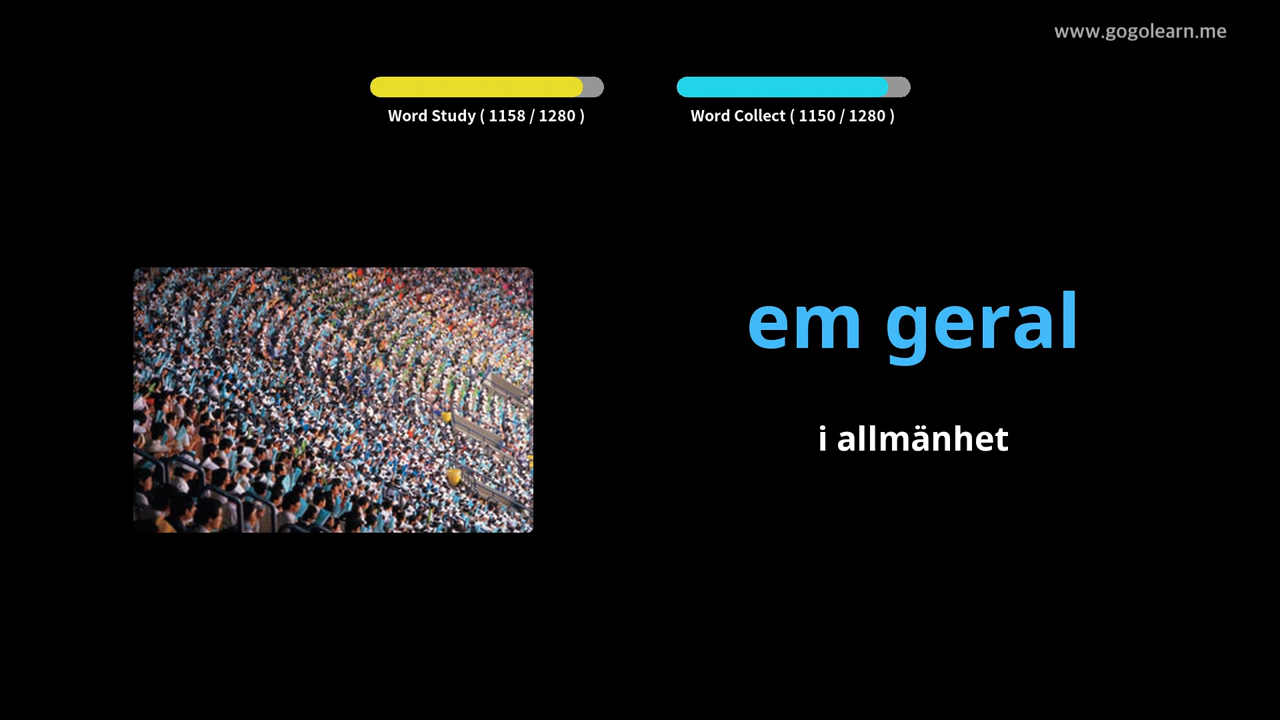 www.gogolearn.me
Word Study ( 1158 / 1280 )
Word Collect ( 1150 / 1280 )
em geral
i allmänhet